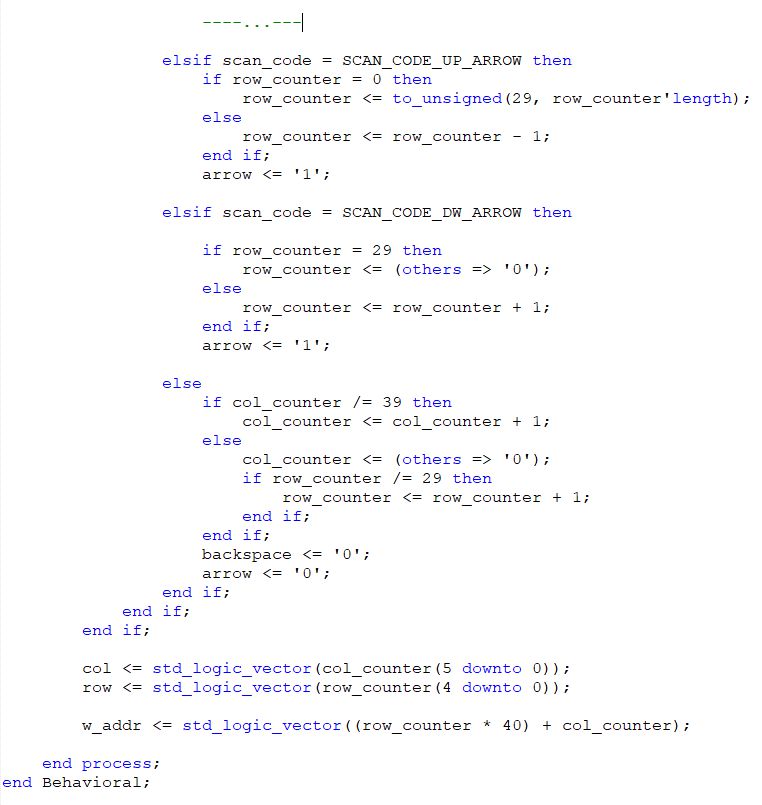 ----...---
elsif scan_code = SCAN_CODE_UP_ARROW then
if row_counter = 0 then
row_counter <= to_unsigned(29, row_counter'length);
else
row_counter <= row_counter - 1;
end if;
arrow <= '1';
elsif scan_code = SCAN_CODE_DW_ARROW then
if row_counter = 29 then
row_counter <= (others => '0');
else
row_counter <= row_counter + 1;
end if;
arrow <= '1';
else
if col_counter /= 39 then
col_counter <= col_counter + 1;
else
col_counter <= (others => '0');
if row_counter /= 29 then
row_counter <= row_counter + 1;
end if;
end if;
backspace <= '0';
arrow <= '0';
end if;
end if;
end if;
col <= std_logic_vector(col_counter(5 downto 0));
row <= std_logic_vector(row_counter(4 downto 0));
w_addr <= std_logic_vector((row_counter * 40) + col_counter);
end process;
end Behavioral;